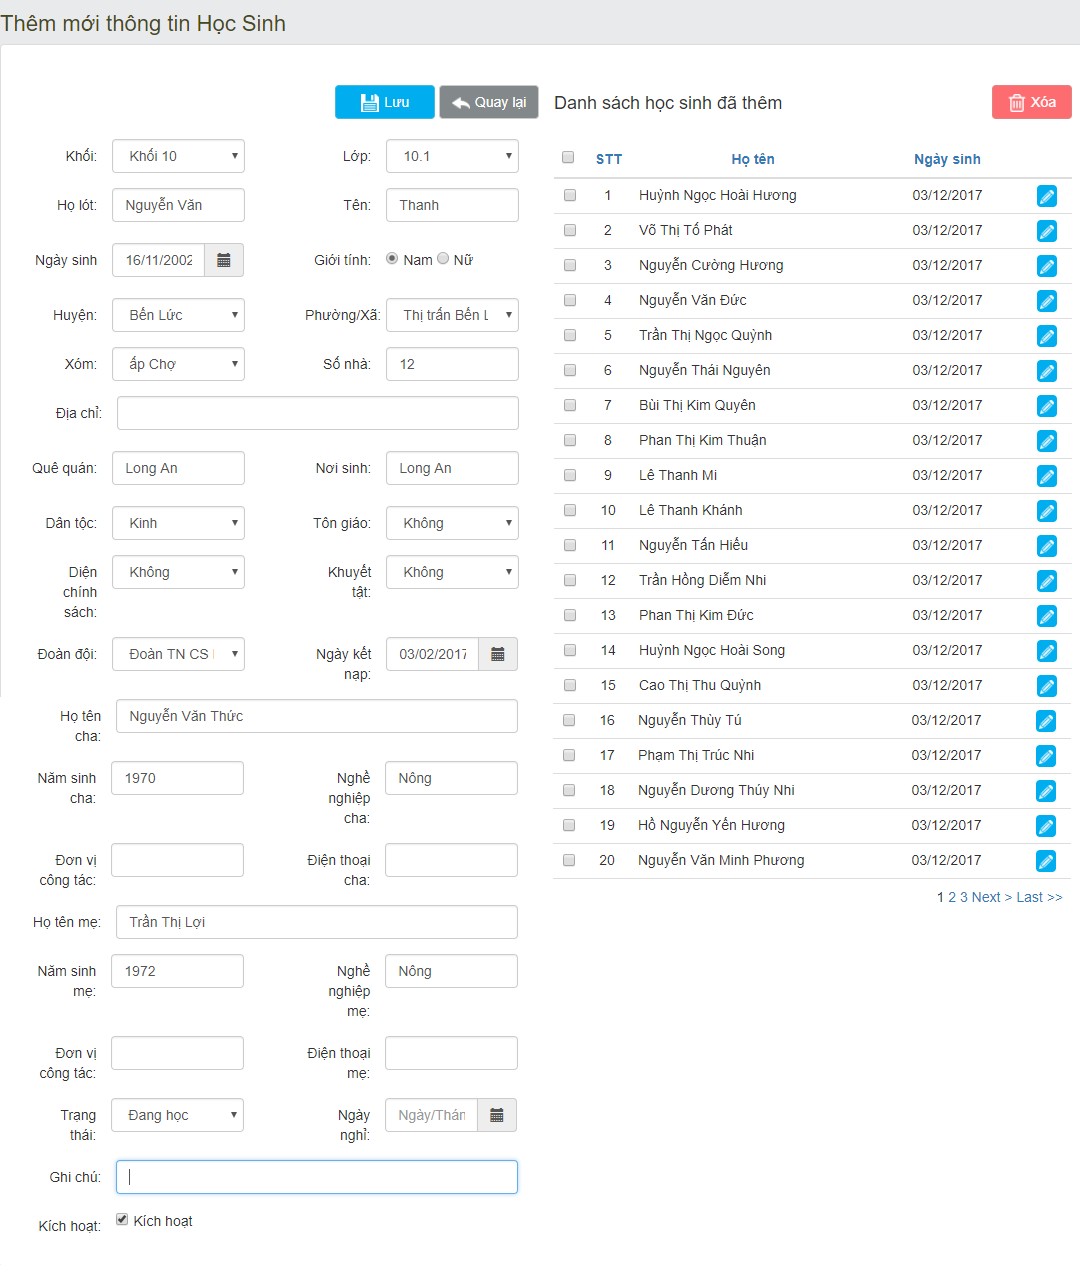 Thêm mới thông tin Học Sinh
Lưu
Quay lại
Khối: Khối 10 Lớp: 10.1
Họ lót: Nguyễn Văn Tên: Thanh
Ngày sinh 16/11/2002 Giới tính: Nam Nữ
Huyện: Bến Lức Phường/Xã: Thị trấn Bến L
Xóm: ấp Chợ Số nhà: 12
Địa chỉ:
Quê quán: Long An Nơi sinh: Long An
Dân tộc: Kinh Tôn giáo: Không
Diện chính sách: Không Khuyết tật: Không
Đoàn đội: Đoàn TN CS Ngày kết nạp: 03/02/2017
Họ tên cha: Nguyễn Văn Thức
Năm sinh cha: 1970 Nghề nghiệp cha: Nông
Đơn vị công tác: Điện thoại cha:
Họ tên mẹ: Trần Thị Lợi
Năm sinh mẹ: 1972 Nghề nghiệp mẹ: Nông
Đơn vị công tác: Điện thoại mẹ:
Trạng thái: Đang học Ngày nghỉ: Ngày/Thán
Ghi chú:
Kích hoạt: Kích hoạt
Danh sách học sinh đã thêm
Xóa
STT Họ tên Ngày sinh
1 Huỳnh Ngọc Hoài Hương 03/12/2017
2 Võ Thị Tố Phát 03/12/2017
3 Nguyễn Cường Hương 03/12/2017
4 Nguyễn Văn Đức 03/12/2017
5 Trần Thị Ngọc Quỳnh 03/12/2017
6 Nguyễn Thái Nguyên 03/12/2017
7 Bùi Thị Kim Quyên 03/12/2017
8 Phan Thị Kim Thuận 03/12/2017
9 Lê Thanh Mi 03/12/2017
10 Lê Thanh Khánh 03/12/2017
11 Nguyễn Tấn Hiếu 03/12/2017
12 Trần Hồng Diễm Nhi 03/12/2017
13 Phan Thị Kim Đức 03/12/2017
14 Huỳnh Ngọc Hoài Song 03/12/2017
15 Cao Thị Thu Quỳnh 03/12/2017
16 Nguyễn Thùy Tú 03/12/2017
17 Phạm Thị Trúc Nhi 03/12/2017
18 Nguyễn Dương Thúy Nhi 03/12/2017
19 Hồ Nguyễn Yến Hương 03/12/2017
20 Nguyễn Văn Minh Phương 03/12/2017
1 2 3 Next > Last >>